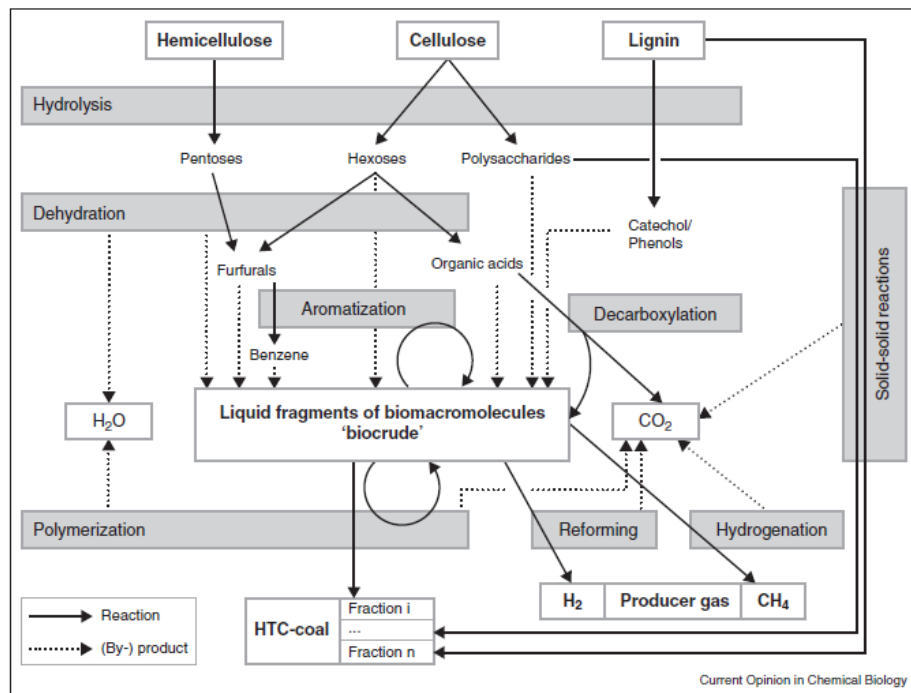 Hemicellulose
Cellulose
Lignin
Hydrolysis
Pentoses
Hexoses
Polysaccharides
Dehydration
Catechol/
Phenols
Furfurals
Organic acids
Solid-solid reactions
Aromatization
Decarboxylation
Benzene
H₂O
Liquid fragments of biomacromolecules
‘biocrude’
CO₂
Polymerization
Reforming
Hydrogenation
H₂
Producer gas
CH₄
Reaction
(By-) product
HTC-coal
Fraction i
...
Fraction n
Current Opinion in Chemical Biology